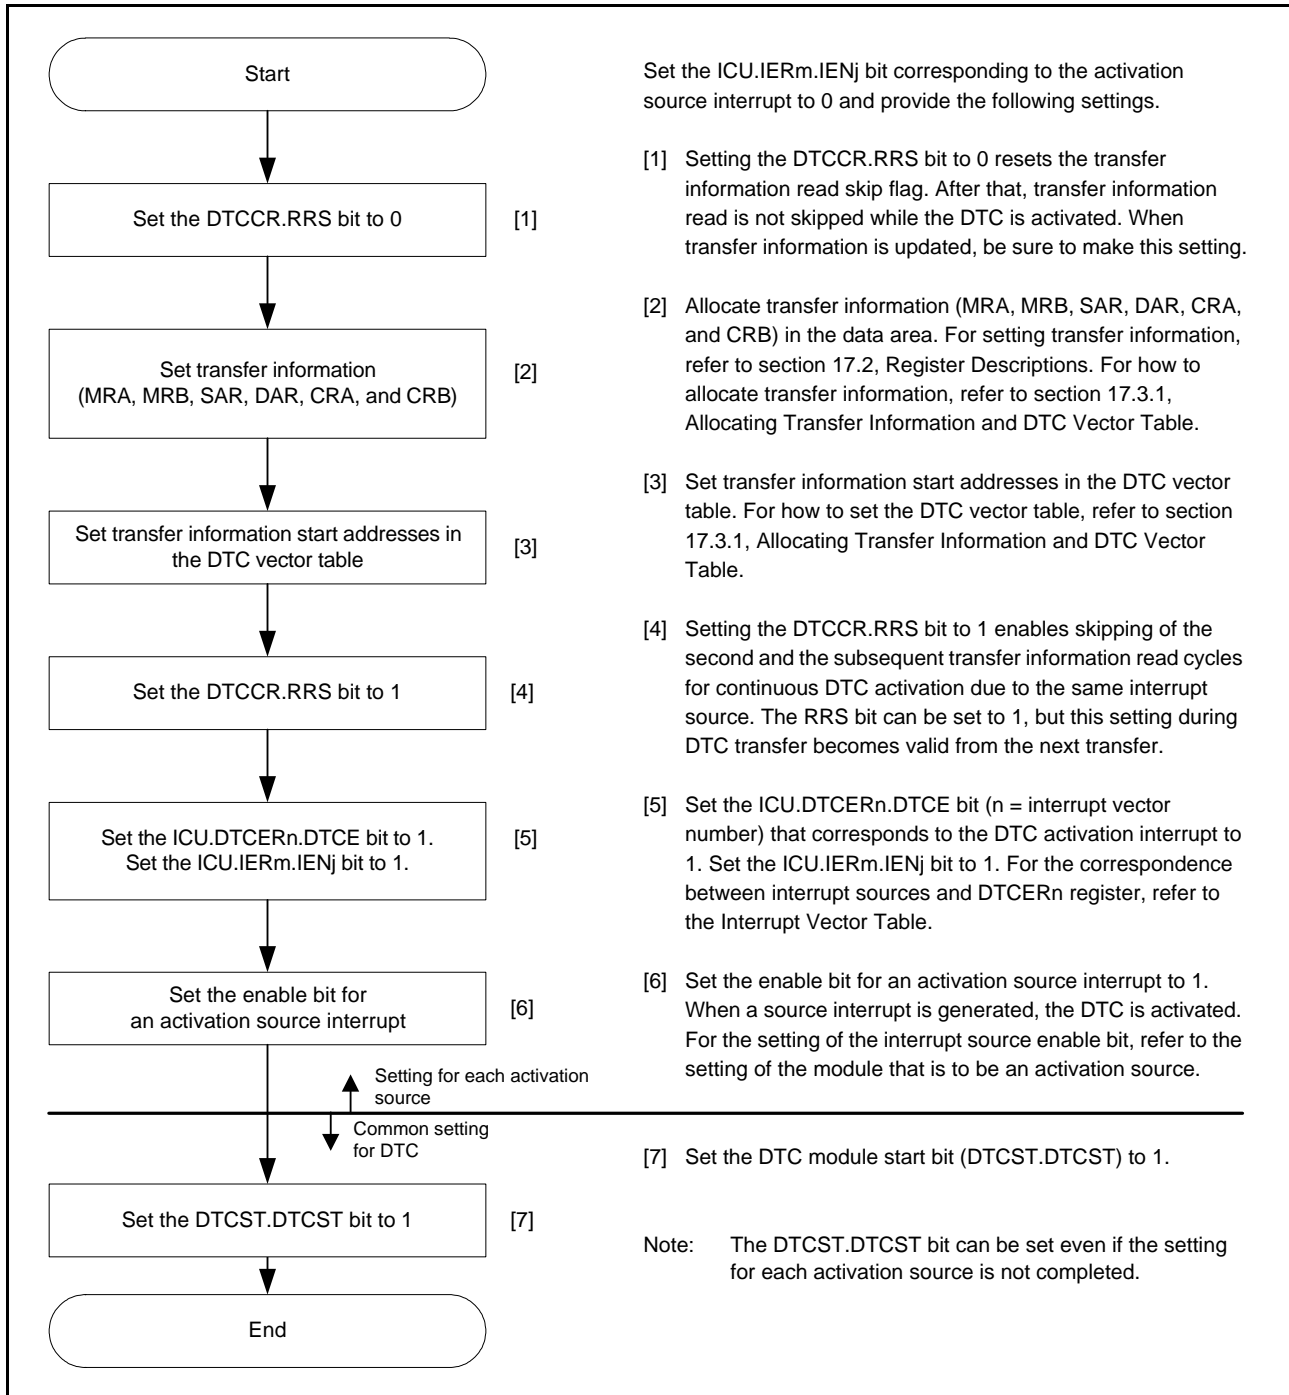 Start
Set the DTCCR.RRS bit to 0
[1]
Set transfer information
(MRA, MRB, SAR, DAR, CRA, and CRB)
[2]
Set transfer information start addresses in
the DTC vector table
[3]
Set the DTCCR.RRS bit to 1
[4]
Set the ICU.DTCERn.DTCE bit to 1.
Set the ICU.IERm.IENj bit to 1.
[5]
Set the enable bit for
an activation source interrupt
[6]
Setting for each activation
source
Common setting
for DTC
Set the DTCST.DTCST bit to 1
[7]
End
Set the ICU.IERm.IENj bit corresponding to the activation
source interrupt to 0 and provide the following settings.
[1] Setting the DTCCR.RRS bit to 0 resets the transfer
information read skip flag. After that, transfer information
read is not skipped while the DTC is activated. When
transfer information is updated, be sure to make this setting.
[2] Allocate transfer information (MRA, MRB, SAR, DAR, CRA,
and CRB) in the data area. For setting transfer information,
refer to section 17.2, Register Descriptions. For how to
allocate transfer information, refer to section 17.3.1,
Allocating Transfer Information and DTC Vector Table.
[3] Set transfer information start addresses in the DTC vector
table. For how to set the DTC vector table, refer to section
17.3.1, Allocating Transfer Information and DTC Vector
Table.
[4] Setting the DTCCR.RRS bit to 1 enables skipping of the
second and the subsequent transfer information read cycles
for continuous DTC activation due to the same interrupt
source. The RRS bit can be set to 1, but this setting during
DTC transfer becomes valid from the next transfer.
[5] Set the ICU.DTCERn.DTCE bit (n = interrupt vector
number) that corresponds to the DTC activation interrupt to
1. Set the ICU.IERm.IENj bit to 1. For the correspondence
between interrupt sources and DTCERn register, refer to
the Interrupt Vector Table.
[6] Set the enable bit for an activation source interrupt to 1.
When a source interrupt is generated, the DTC is activated.
For the setting of the interrupt source enable bit, refer to the
setting of the module that is to be an activation source.
[7] Set the DTC module start bit (DTCST.DTCST) to 1.
Note: The DTCST.DTCST bit can be set even if the setting
for each activation source is not completed.